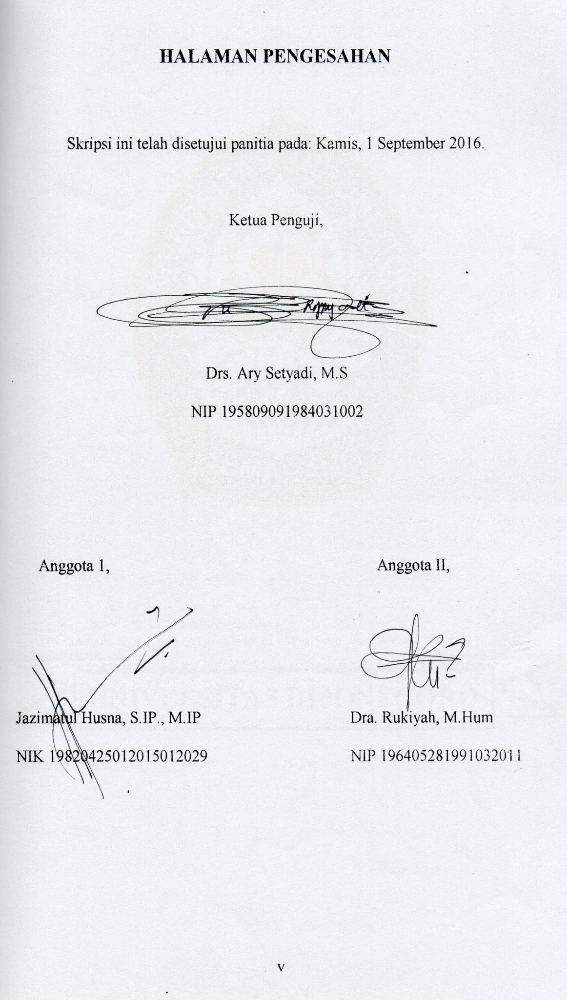 HALAMAN PENGESAHAN
Skripsi ini telah disetujui panitia pada: Kamis, 1 September 2016.
Ketua Penguji,
Drs. Ary Setyadi, M.S
NIP 195809091984031002
Anggota 1,
Anggota II,
Jazimatul Husna, S.IP., M.IP
Dra. Rukiyah, M.Hum
NIK 19820425012015012029
NIP 196405281991032011
v